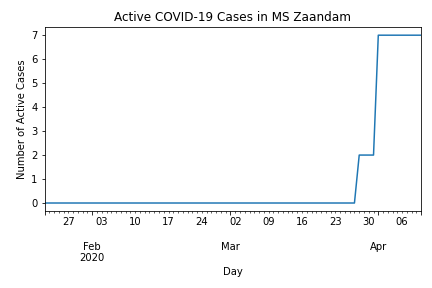 Active COVID-19 Cases in MS Zaandam
Number of Active Cases
7
6
5
4
3
2
1
0
27 03 10 17 24 02 09 16 23 30 06
Feb Mar Apr
2020
Day